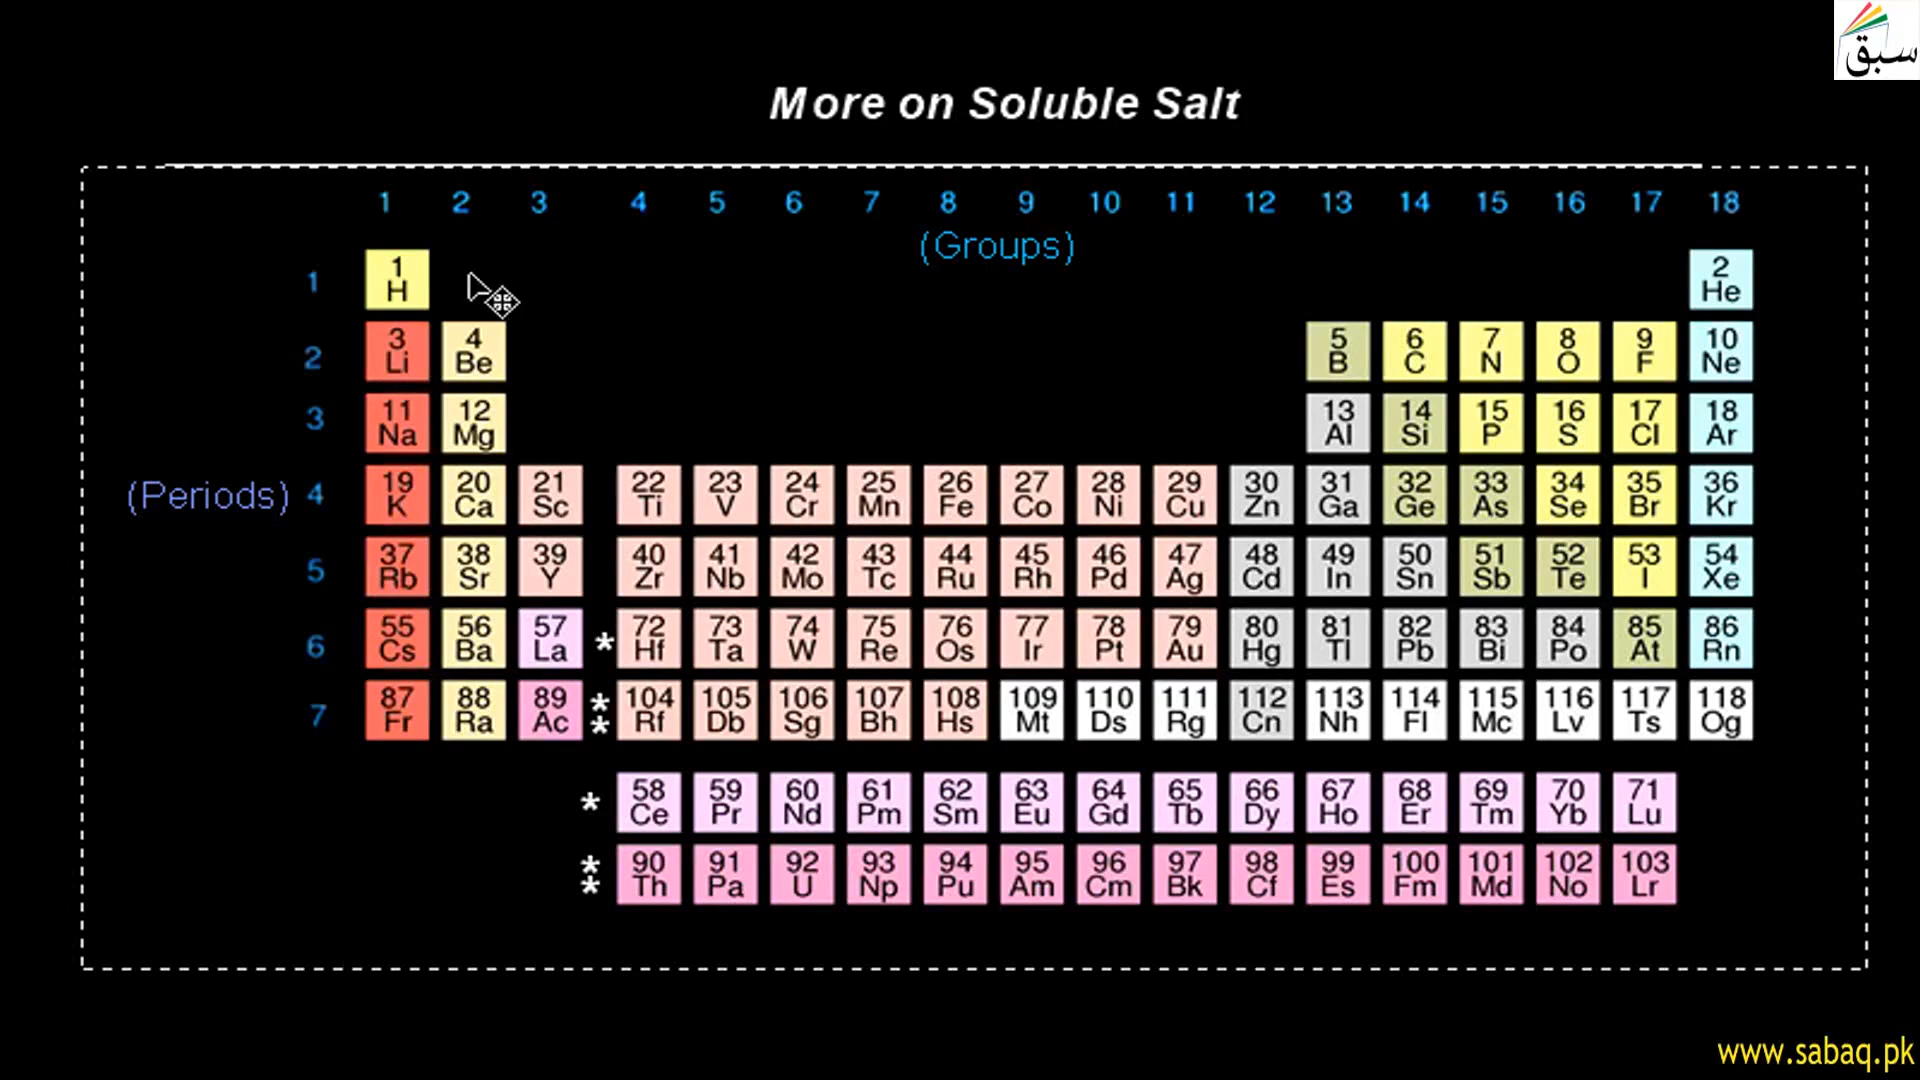 سبق
More on Soluble Salt
1 2 3 4 5 6 7 8 9 10 11 12 13 14 15 16 17 18
(Groups)
1
1 2
H He
2
3 4 5 6 7 8 9 10
Li Be B C N O F Ne
3
11 12 13 14 15 16 17 18
Na Mg Al Si P S Cl Ar
(Periods) 4
19 20 21 22 23 24 25 26 27 28 29 30 31 32 33 34 35 36
K Ca Sc Ti V Cr Mn Fe Co Ni Cu Zn Ga Ge As Se Br Kr
5
37 38 39 40 41 42 43 44 45 46 47 48 49 50 51 52 53 54
Rb Sr Y Zr Nb Mo Tc Ru Rh Pd Ag Cd In Sn Sb Te I Xe
6
55 56 57 * 72 73 74 75 76 77 78 79 80 81 82 83 84 85 86
Cs Ba La Hf Ta W Re Os Ir Pt Au Hg Tl Pb Bi Po At Rn
7
87 88 89 * 104 105 106 107 108 109 110 111 112 113 114 115 116 117 118
Fr Ra Ac * Rf Db Sg Bh Hs Mt Ds Rg Cn Nh Fl Mc Lv Ts Og
* 58 59 60 61 62 63 64 65 66 67 68 69 70 71
Ce Pr Nd Pm Sm Eu Gd Tb Dy Ho Er Tm Yb Lu
* 90 91 92 93 94 95 96 97 98 99 100 101 102 103
* Th Pa U Np Pu Am Cm Bk Cf Es Fm Md No Lr
www.sabaq.pk